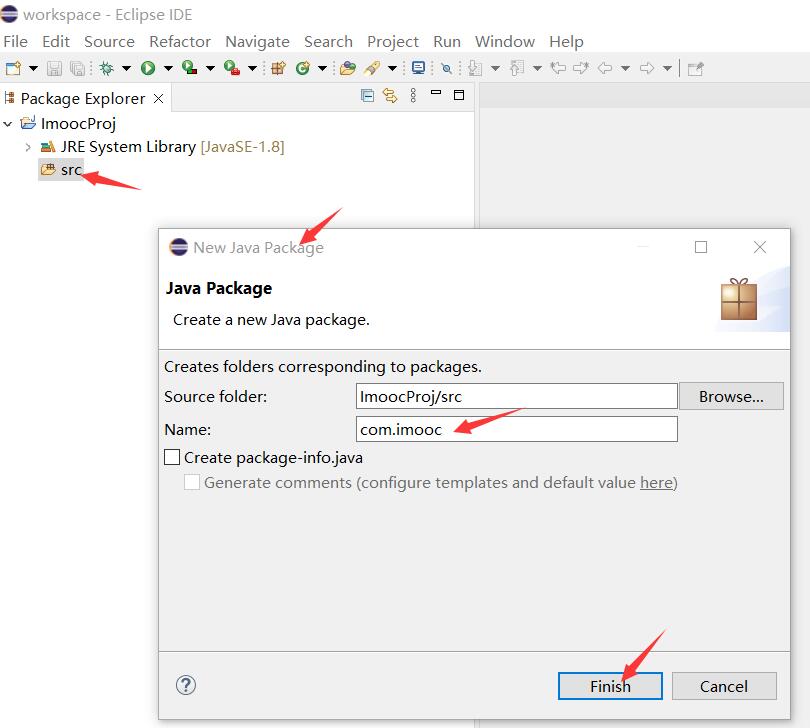 workspace - Eclipse IDE
File Edit Source Refactor Navigate Search Project Run Window Help
Package Explorer
ImoocProj
JRE System Library [JavaSE-1.8]
src
New Java Package
Java Package
Create a new Java package.
Creates folders corresponding to packages.
Source folder: ImoocProj/src Browse...
Name: com.imooc
Create package-info.java
Generate comments (configure templates and default value here)
? Finish Cancel